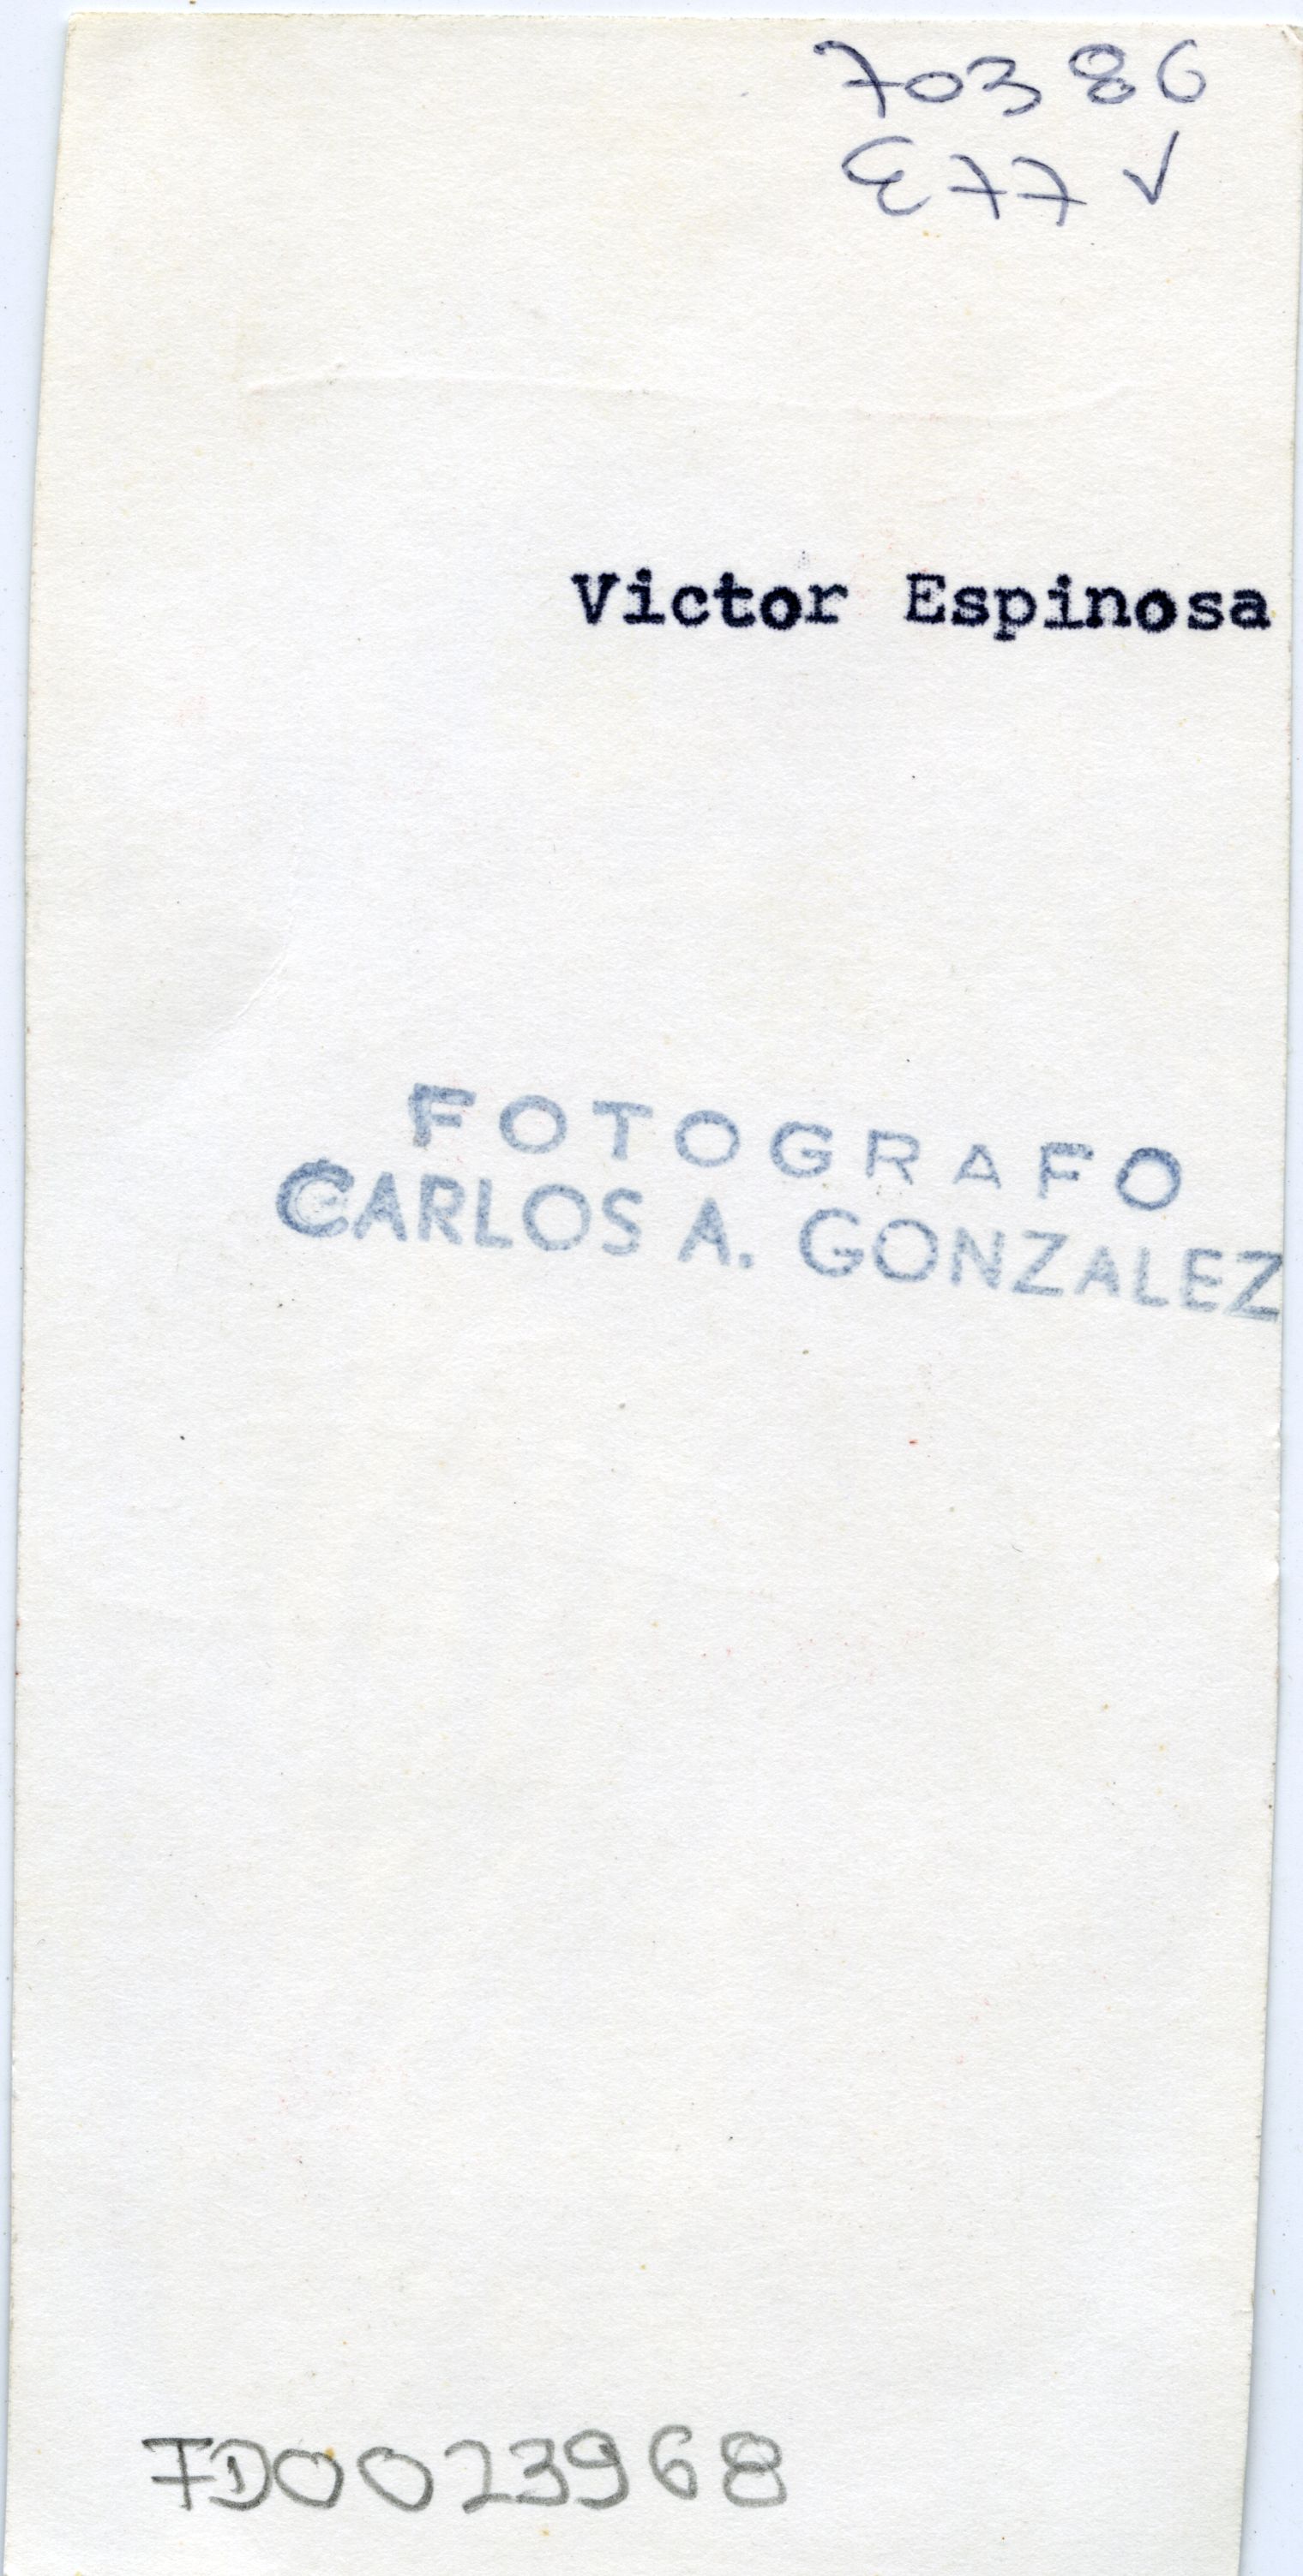 70386
E77 ✓
Victor Espinosa
FOTOGRAFO
CARLOS A. GONZALEZ
FD0023968